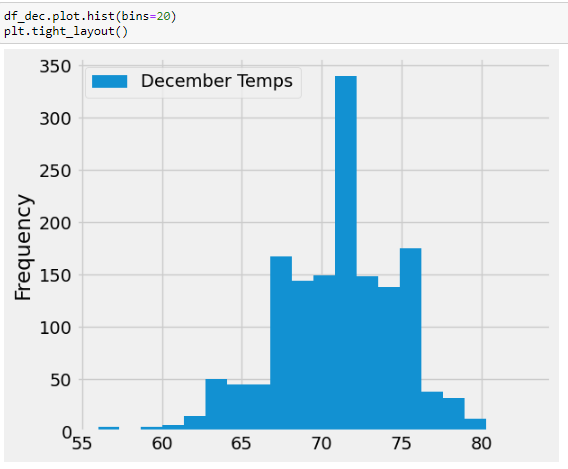 df_dec.plot.hist(bins=20)
plt.tight_layout()
350
December Temps
300
250
200
Frequency
150
100
50
0
55 60 65 70 75 80